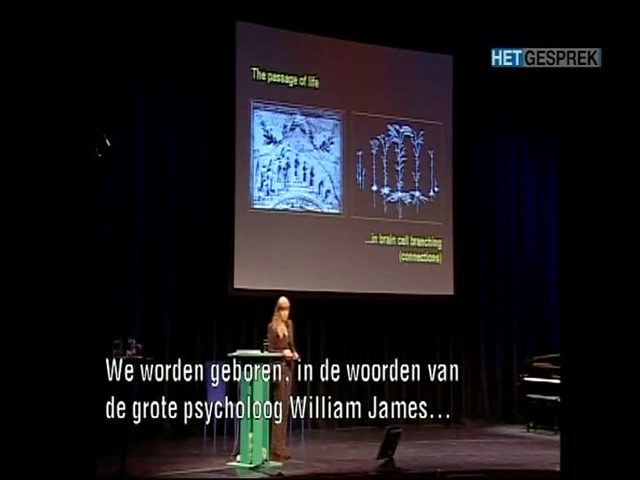 HETGESPREK
The passage of life
...in brain cell branching
(connections)
We worden geboren, in de woorden van
de grote psycholoog William James...